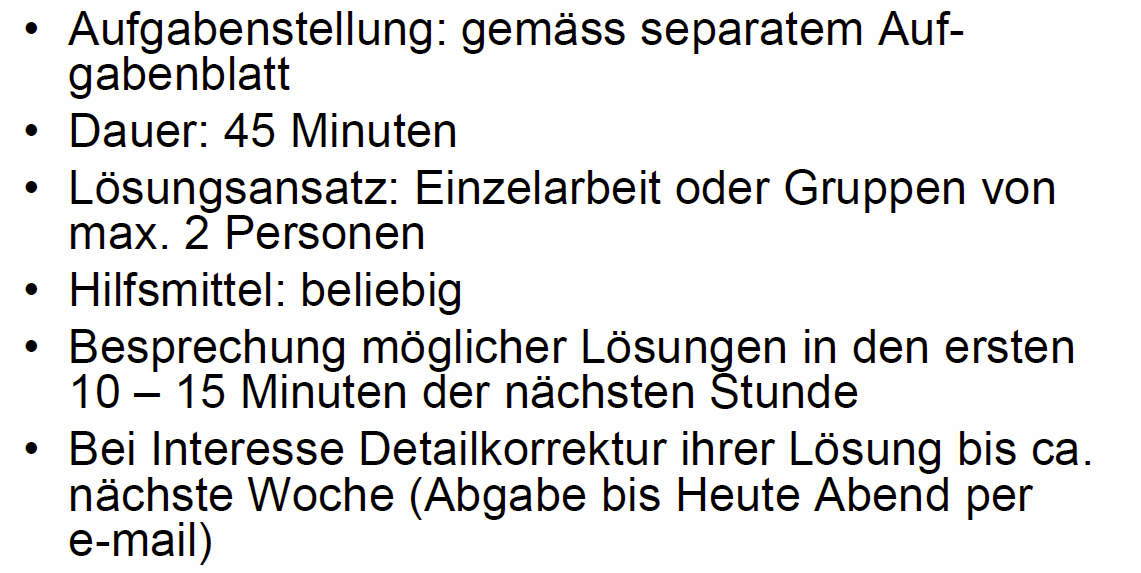 • Aufgabenstellung: gemäss separatem Auf-
gabenblatt
• Dauer: 45 Minuten
• Lösungsansatz: Einzelarbeit oder Gruppen von
max. 2 Personen
• Hilfsmittel: beliebig
• Besprechung möglicher Lösungen in den ersten
10 – 15 Minuten der nächsten Stunde
• Bei Interesse Detailkorrektur ihrer Lösung bis ca.
nächste Woche (Abgabe bis Heute Abend per
e-mail)